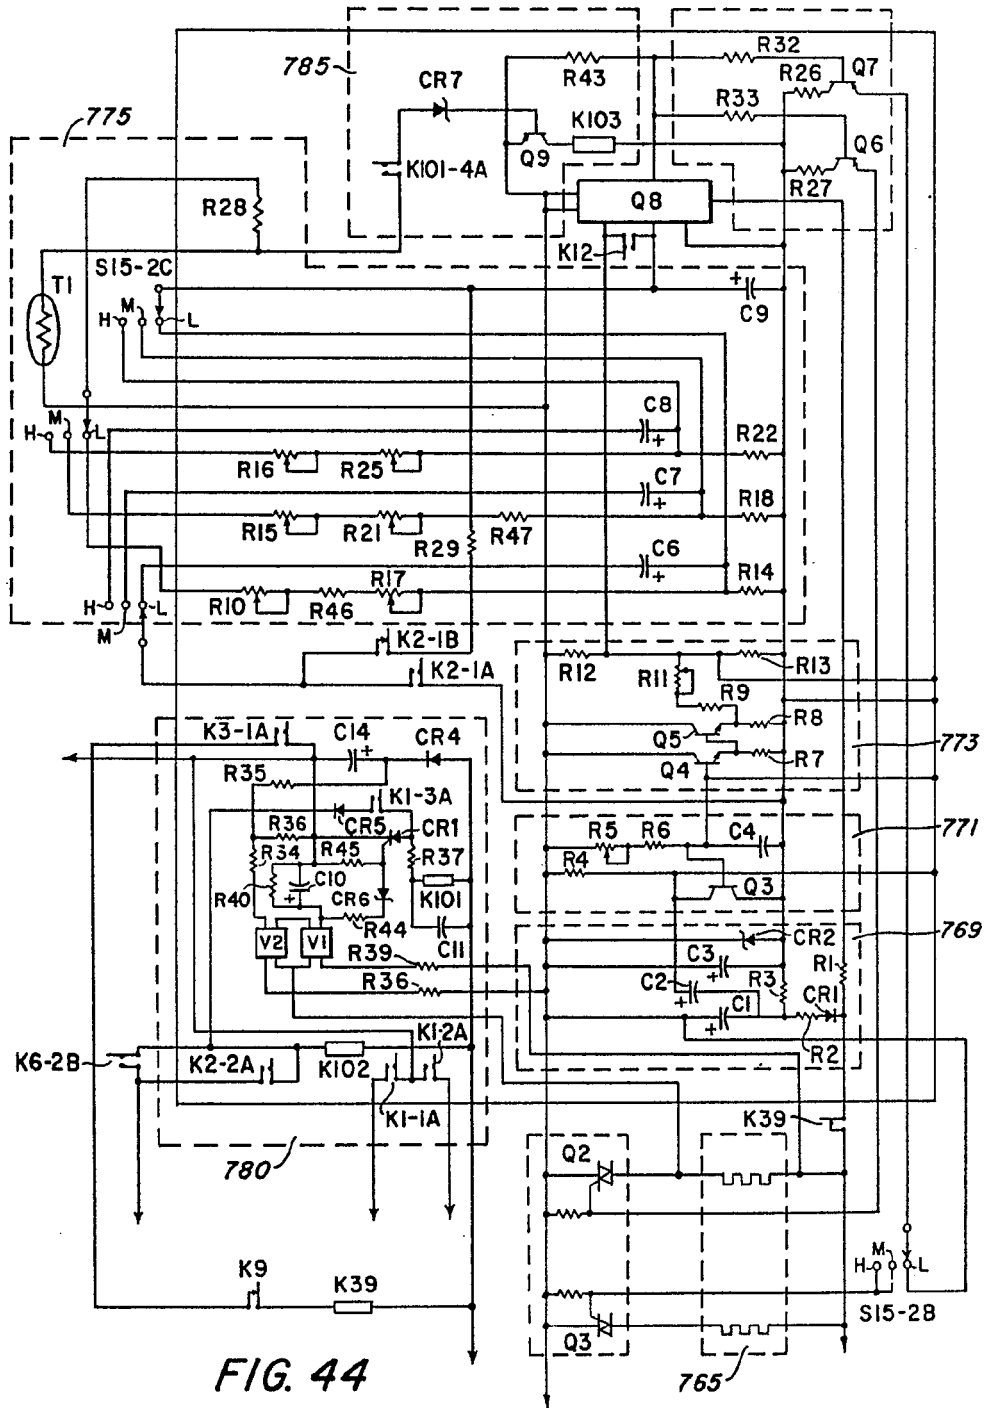 785
R32
R43
Q7
CR7
R26
R33
K103
775
Q6
Q9
K101-4A
R27
R28
Q8
K12
S15-2C
T1
+
C9
M
H
L
C8
M
H
L
+
R22
R16
R25
C7
+
R18
R15
R21
R47
R29
C6
+
R17
R14
R10
R46
H
L
M
K2-1B
K2-1A
R12
R13
R11
R9
R8
K3-1A
C14
+
CR4
Q5
773
R7
Q4
R35
K1-3A
CR5
CR1
R5
R6
C4
771
R36
R45
R34
R37
R4
C10
+
Q3
R40
CR6
K101
R44
CR2
769
V2
V1
C11
R39
C3
+
R1
R3
C2
+
CR1
R36
C1
+
R2
K1-2A
K6-2B
K2-2A
K102
K1-1A
K39
780
Q2
M
K9
K39
H
L
S15-2B
Q3
FIG. 44
765